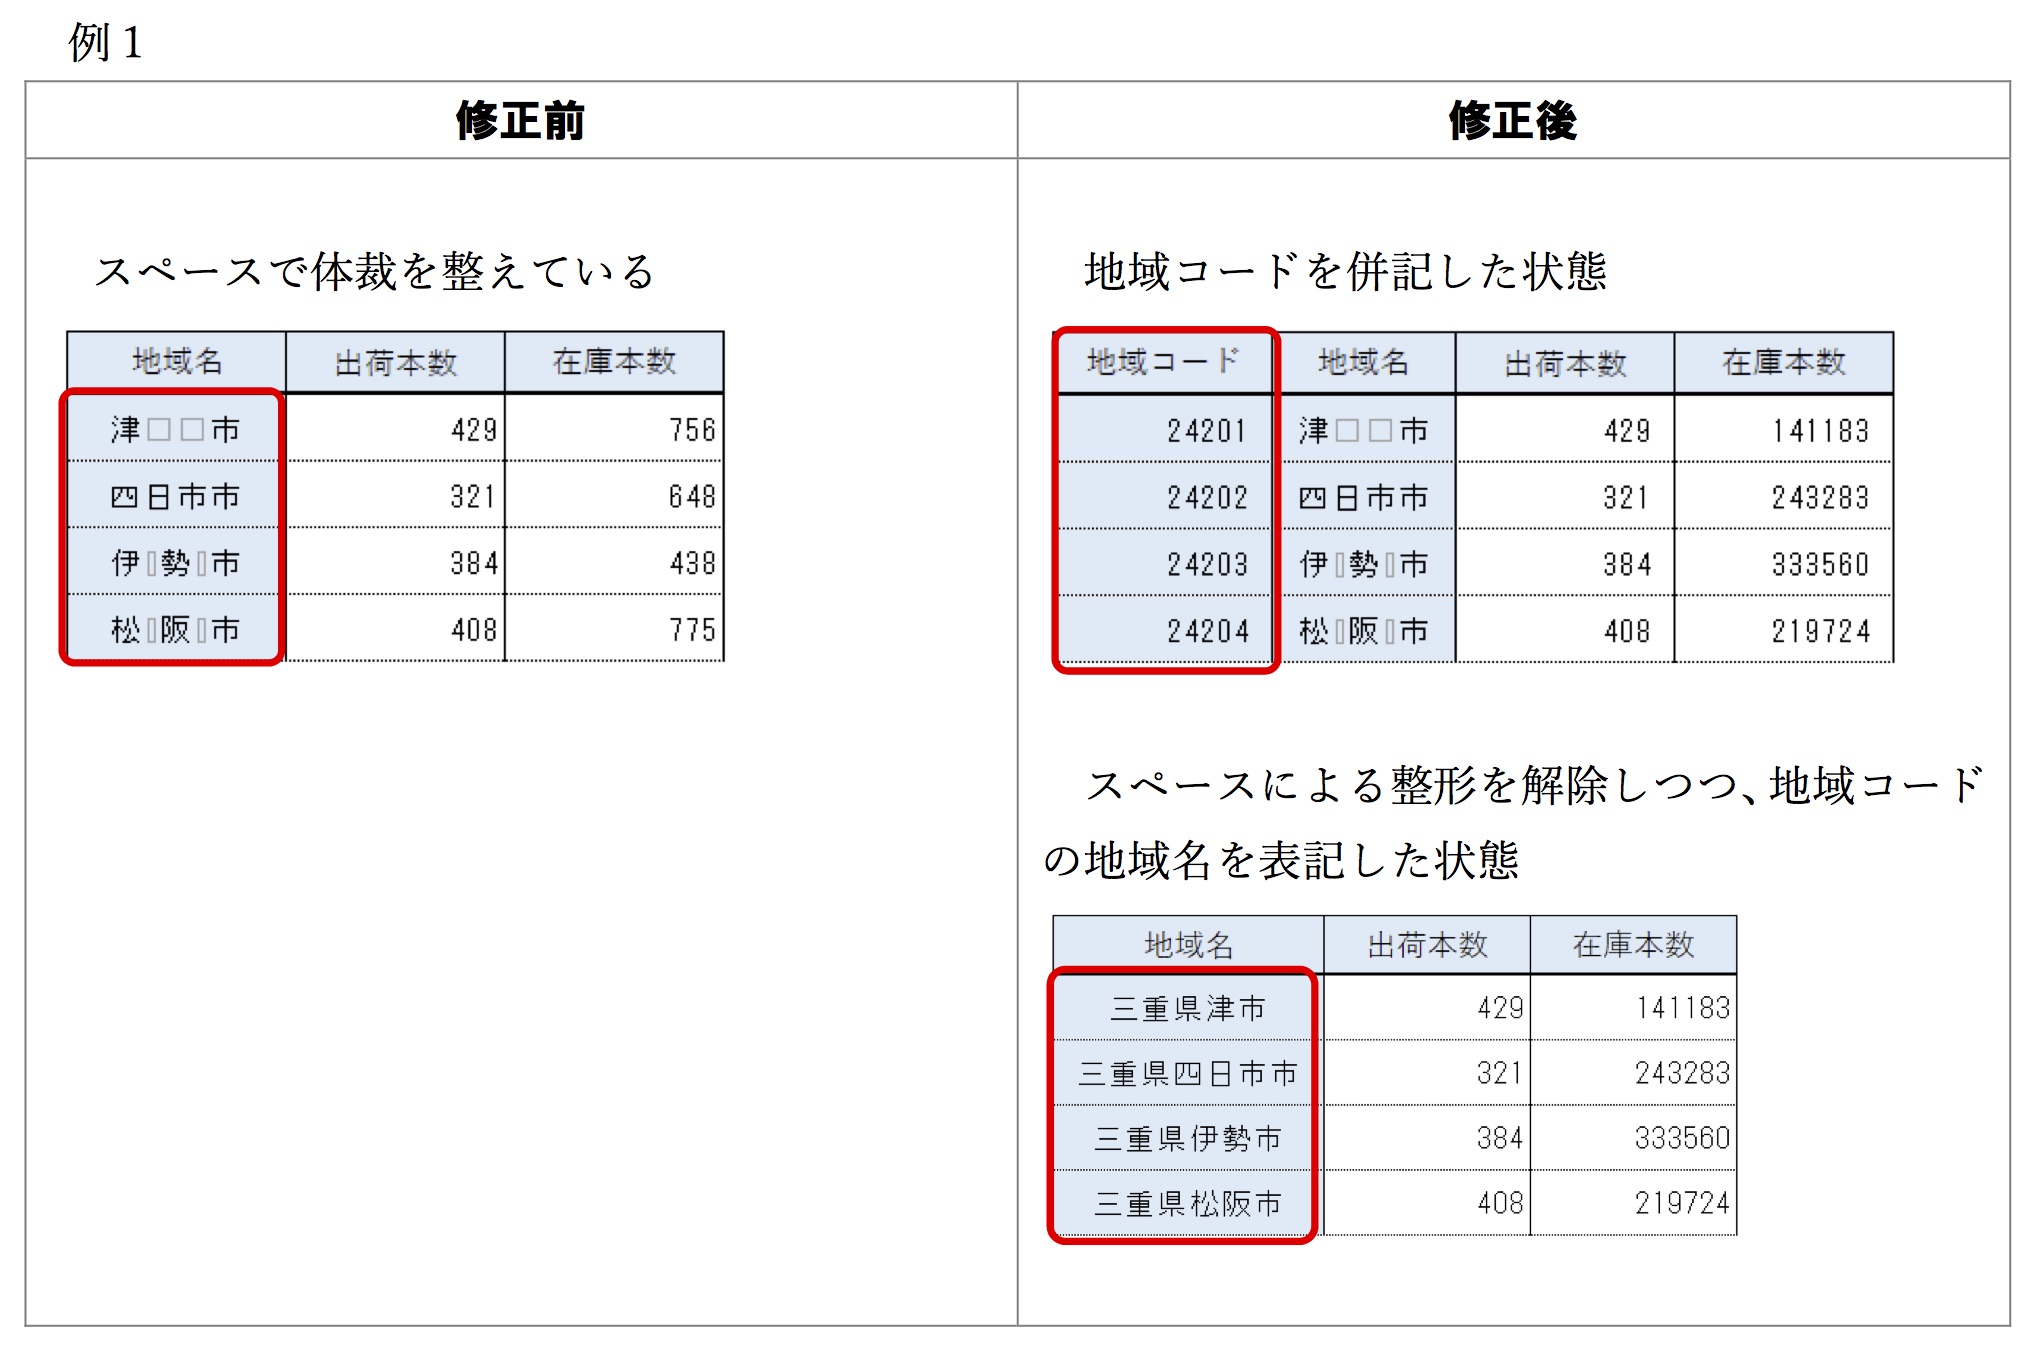 例1
修正前
修正後
スペースで体裁を整えている
地域名 出荷本数 在庫本数
津□□市 429 756
四日市市 321 648
伊▯勢▯市 384 438
松▯阪▯市 408 775
地域コードを併記した状態
地域コード 地域名 出荷本数 在庫本数
24201 津□□市 429 141183
24202 四日市市 321 243283
24203 伊▯勢▯市 384 333560
24204 松▯阪▯市 408 219724
スペースによる整形を解除しつつ、地域コード
の地域名を表記した状態
地域名 出荷本数 在庫本数
三重県津市 429 141183
三重県四日市市 321 243283
三重県伊勢市 384 333560
三重県松阪市 408 219724